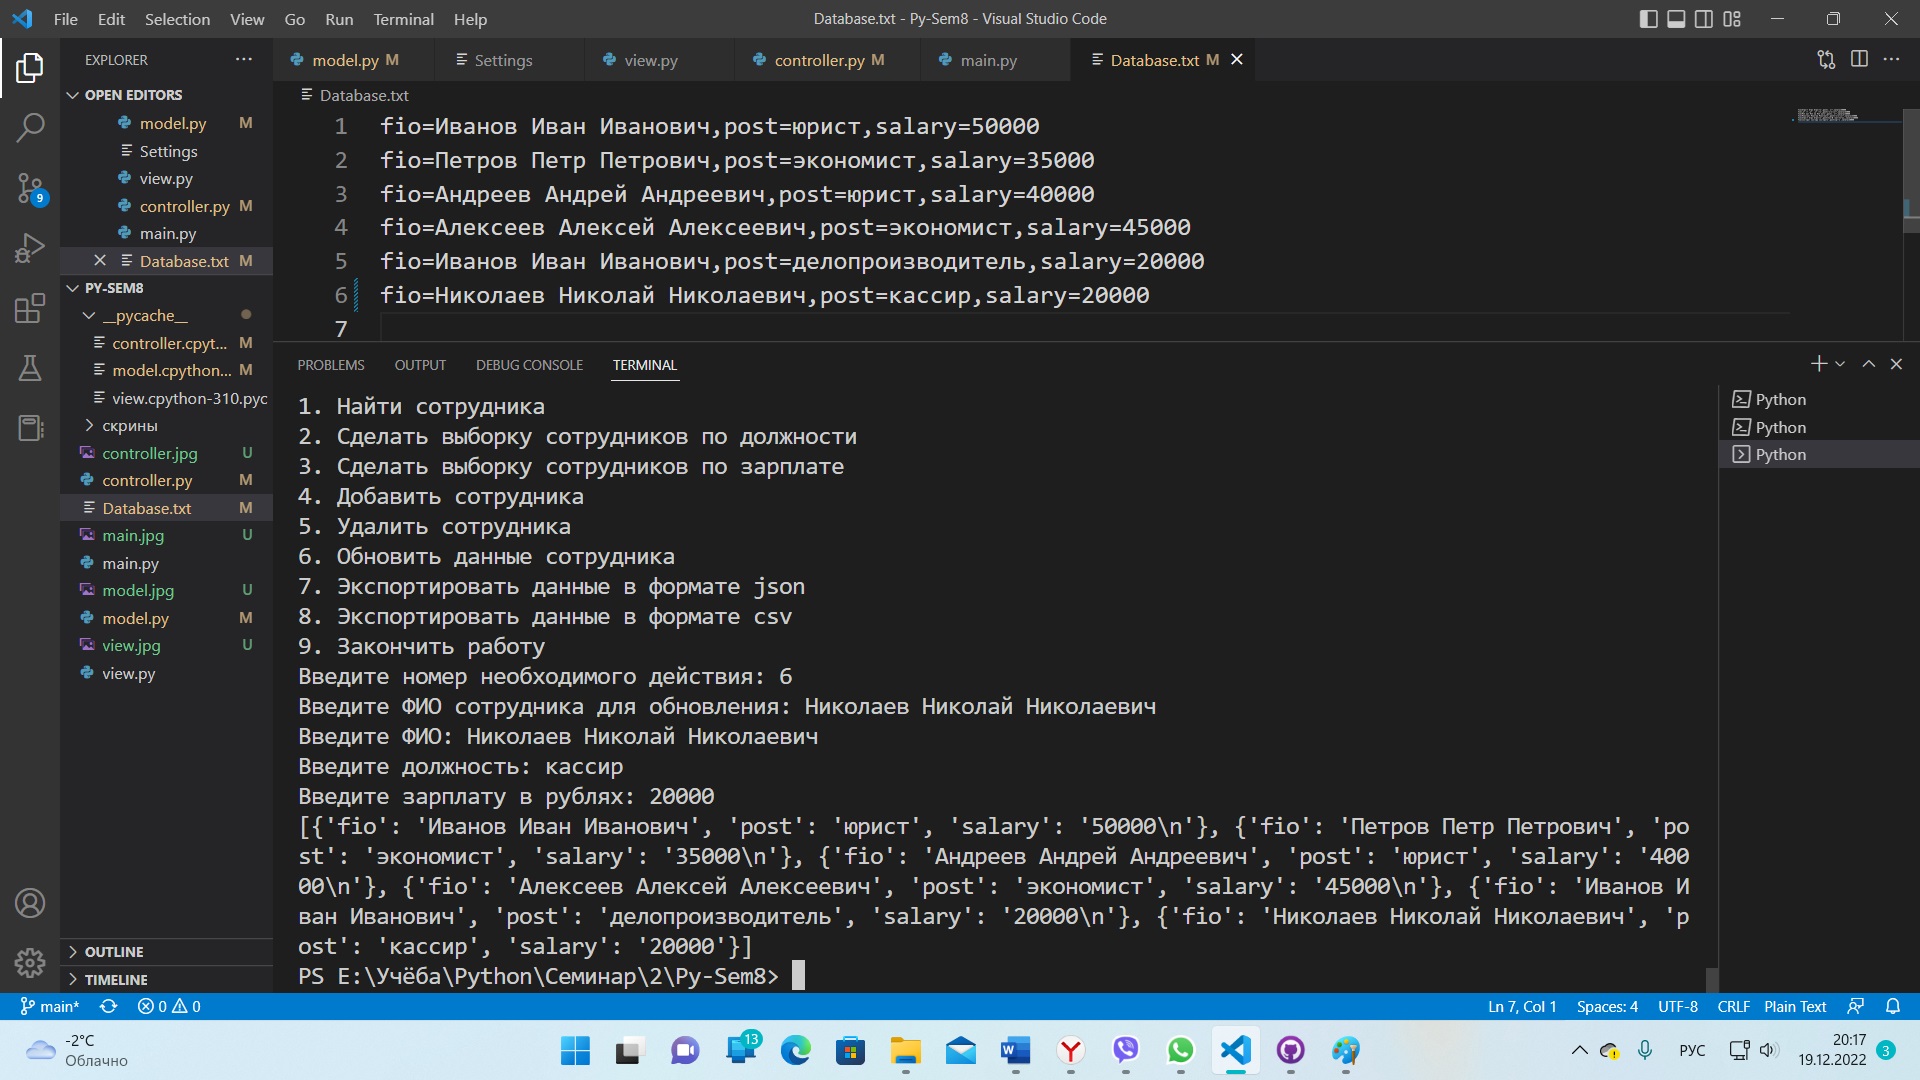 File Edit Selection View Go Run Terminal Help
Database.txt - Py-Sem8 - Visual Studio Code
EXPLORER
model.py M
Settings
view.py
controller.py M
main.py
Database.txt M
OPEN EDITORS
model.py M
Settings
view.py
controller.py M
main.py
Database.txt M
PY-SEM8
__pycache__
controller.cpyt... M
model.cpython... M
view.cpython-310.pyc
скрины
controller.jpg U
controller.py M
Database.txt M
main.jpg U
main.py
model.jpg U
model.py M
view.jpg U
view.py
OUTLINE
TIMELINE
9
Database.txt
1 fio=Иванов Иван Иванович,post=юрист,salary=50000
2 fio=Петров Петр Петрович,post=экономист,salary=35000
3 fio=Андреев Андрей Андреевич,post=юрист,salary=40000
4 fio=Алексеев Алексей Алексеевич,post=экономист,salary=45000
5 fio=Иванов Иван Иванович,post=делопроизводитель,salary=20000
6 fio=Николаев Николай Николаевич,post=кассир,salary=20000
7
PROBLEMS OUTPUT DEBUG CONSOLE TERMINAL
1. Найти сотрудника
2. Сделать выборку сотрудников по должности
3. Сделать выборку сотрудников по зарплате
4. Добавить сотрудника
5. Удалить сотрудника
6. Обновить данные сотрудника
7. Экспортировать данные в формате json
8. Экспортировать данные в формате csv
9. Закончить работу
Введите номер необходимого действия: 6
Введите ФИО сотрудника для обновления: Николаев Николай Николаевич
Введите ФИО: Николаев Николай Николаевич
Введите должность: кассир
Введите зарплату в рублях: 20000
[{'fio': 'Иванов Иван Иванович', 'post': 'юрист', 'salary': '50000\n'}, {'fio': 'Петров Петр Петрович', 'po
st': 'экономист', 'salary': '35000\n'}, {'fio': 'Андреев Андрей Андреевич', 'post': 'юрист', 'salary': '400
00\n'}, {'fio': 'Алексеев Алексей Алексеевич', 'post': 'экономист', 'salary': '45000\n'}, {'fio': 'Иванов И
ван Иванович', 'post': 'делопроизводитель', 'salary': '20000\n'}, {'fio': 'Николаев Николай Николаевич', 'p
ost': 'кассир', 'salary': '20000'}]
PS E:\Учёба\Python\Семинар\2\Py-Sem8>
Python
Python
Python
main* 0 0
Ln 7, Col 1 Spaces: 4 UTF-8 CRLF Plain Text
-2°C
Облачно
13
РУС
20:17
19.12.2022
3